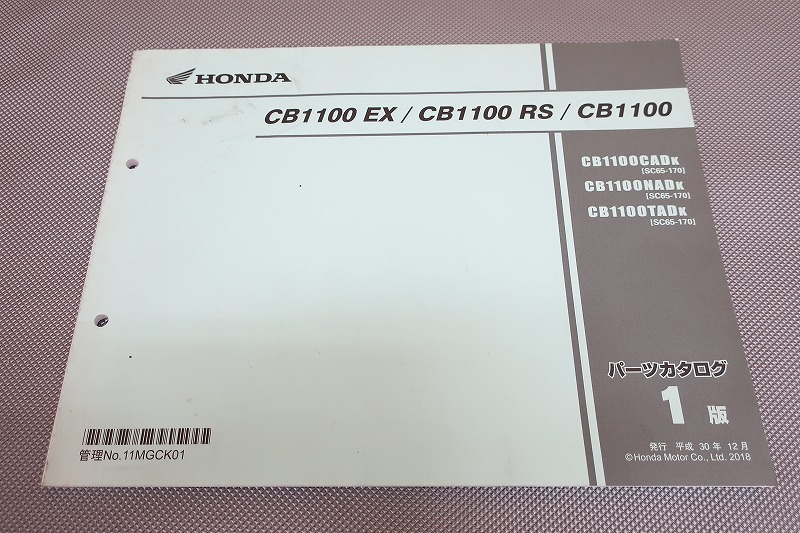 HONDA
CB1100 EX / CB1100 RS / CB1100
CB1100CADK
[SC65-170]
CB1100NADK
[SC65-170]
CB1100TADK
[SC65-170]
パーツカタログ
1 版
発行 平成 30 年 12 月
©Honda Motor Co., Ltd. 2018
管理No.11MGCK01